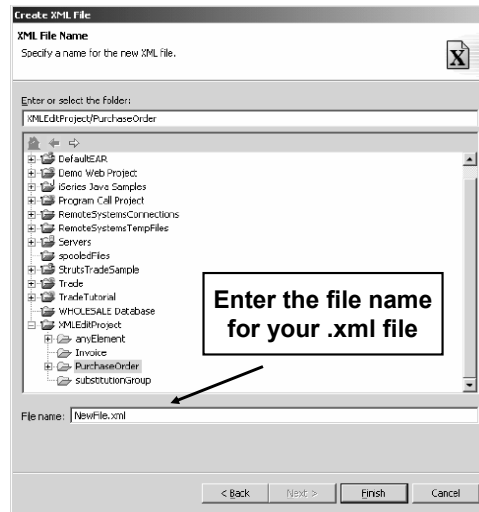 Create XML File
XML File Name
Specify a name for the new XML file.
X
Enter or select the folder:
XMLEditProject/PurchaseOrder
DefaultEAR
Demo Web Project
iSeries Java Samples
Program Call Project
RemoteSystemsConnections
RemoteSystemsTempFiles
Servers
spooledFiles
StrutsTradeSample
Trade
TradeTutorial
WHOLESALE Database
XMLEditProject
anyElement
Invoice
PurchaseOrder
substitutionGroup
Enter the file name
for your .xml file
File name: NewFile.xml
< Back Next > Finish Cancel